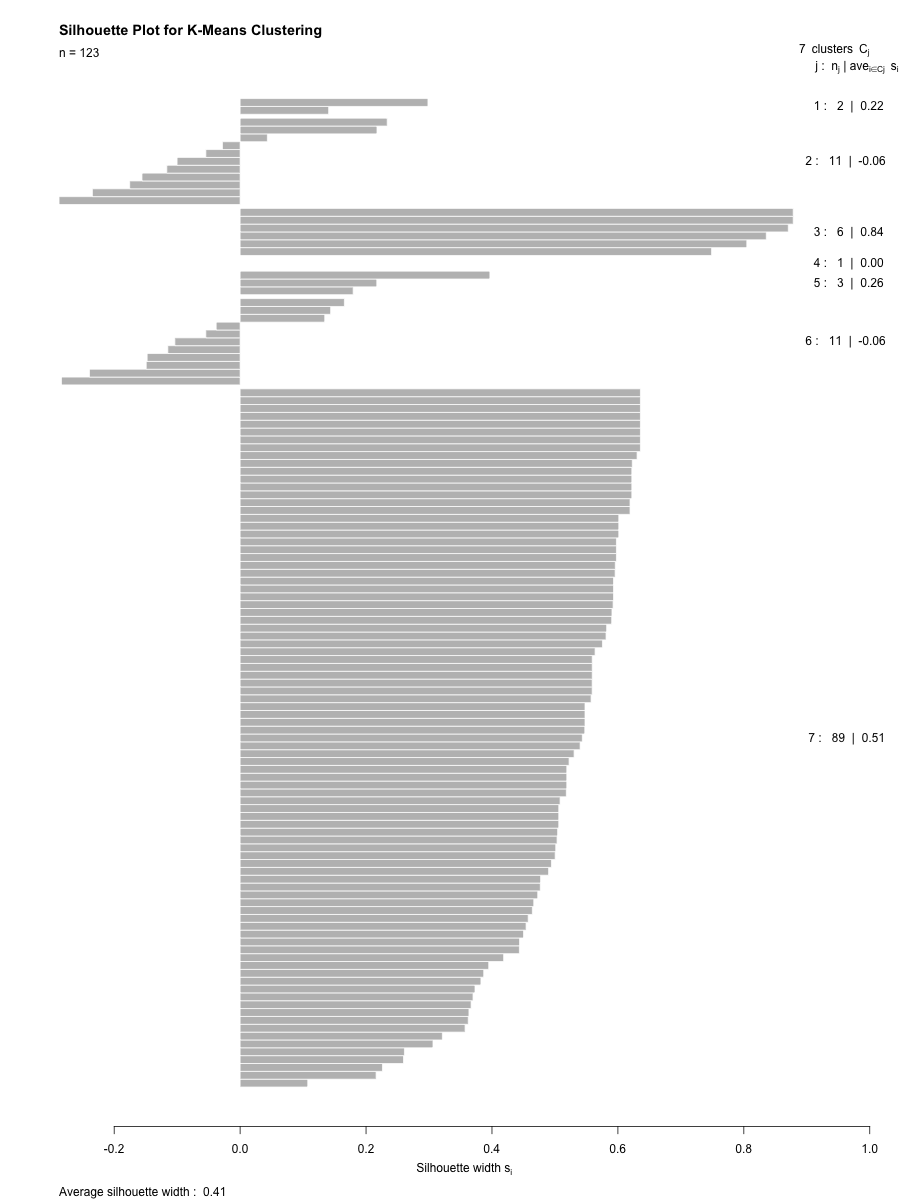 Silhouette Plot for K-Means Clustering
n = 123
7 clusters Cj
j : nj | avei∈Cj si
1 : 2 | 0.22
2 : 11 | -0.06
3 : 6 | 0.84
4 : 1 | 0.00
5 : 3 | 0.26
6 : 11 | -0.06
7 : 89 | 0.51
-0.2 0.0 0.2 0.4 0.6 0.8 1.0
Silhouette width si
Average silhouette width : 0.41